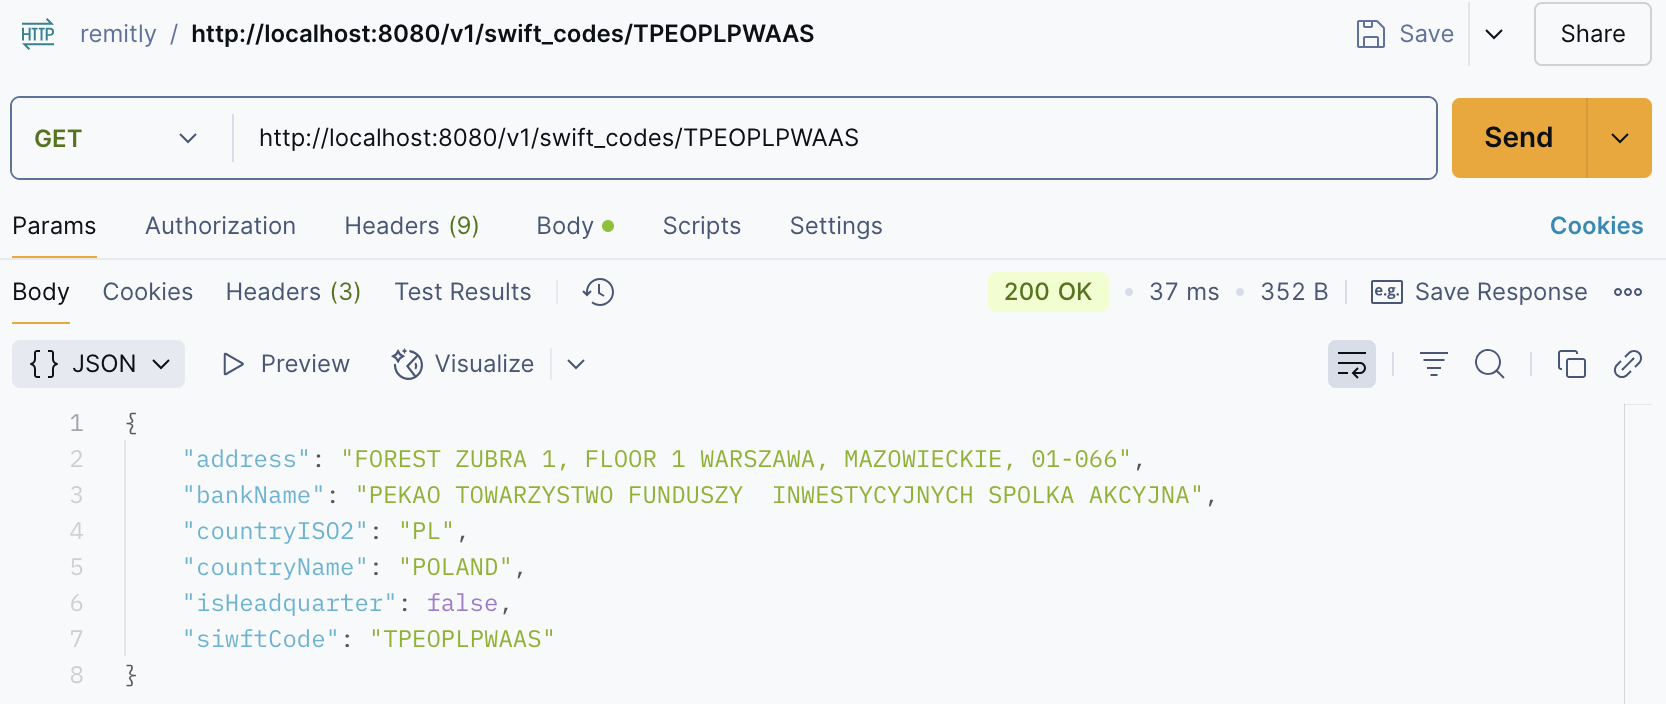 HTTP remitly / http://localhost:8080/v1/swift_codes/TPEOPLPWAAS Save Share
GET http://localhost:8080/v1/swift_codes/TPEOPLPWAAS Send
Params Authorization Headers (9) Body Scripts Settings Cookies
Body Cookies Headers (3) Test Results 200 OK • 37 ms • 352 B e.g. Save Response
{} JSON Preview Visualize
1 {
2 "address": "FOREST ZUBRA 1, FLOOR 1 WARSZAWA, MAZOWIECKIE, 01-066",
3 "bankName": "PEKAO TOWARZYSTWO FUNDUSZY  INWESTYCYJNYCH SPOLKA AKCYJNA",
4 "countryISO2": "PL",
5 "countryName": "POLAND",
6 "isHeadquarter": false,
7 "siwftCode": "TPEOPLPWAAS"
8 }